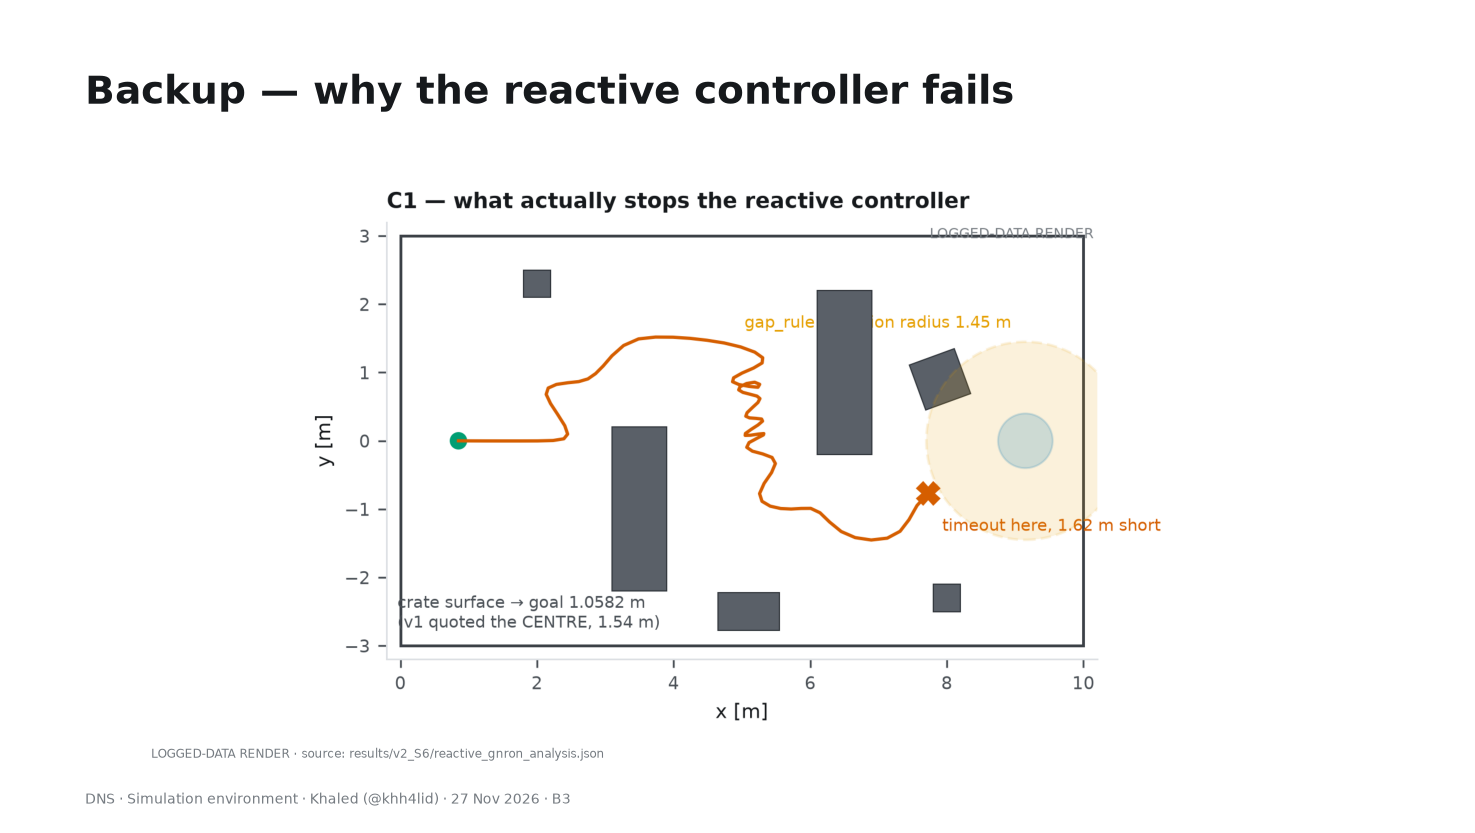 Backup — why the reactive controller fails
C1 — what actually stops the reactive controller
LOGGED-DATA RENDER
3
2
1
0
−1
−2
−3
y [m]
gap_rule ion radius 1.45 m
timeout here, 1.62 m short
crate surface → goal 1.0582 m
(v1 quoted the CENTRE, 1.54 m)
0 2 4 6 8 10
x [m]
LOGGED-DATA RENDER · source: results/v2_S6/reactive_gnron_analysis.json
DNS · Simulation environment · Khaled (@khh4lid) · 27 Nov 2026 · B3